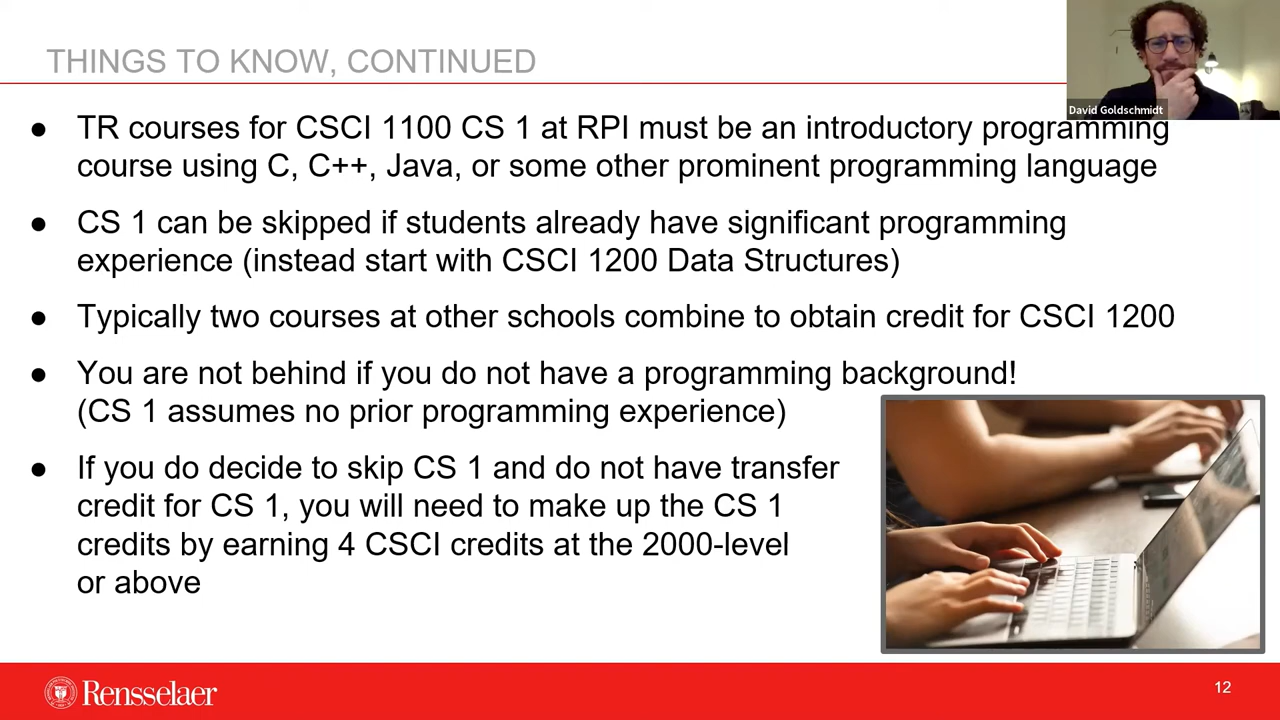 THINGS TO KNOW, CONTINUED
David Goldschmidt
● TR courses for CSCI 1100 CS 1 at RPI must be an introductory programming
course using C, C++, Java, or some other prominent programming language
● CS 1 can be skipped if students already have significant programming
experience (instead start with CSCI 1200 Data Structures)
● Typically two courses at other schools combine to obtain credit for CSCI 1200
● You are not behind if you do not have a programming background!
(CS 1 assumes no prior programming experience)
● If you do decide to skip CS 1 and do not have transfer
credit for CS 1, you will need to make up the CS 1
credits by earning 4 CSCI credits at the 2000-level
or above
Rensselaer
12